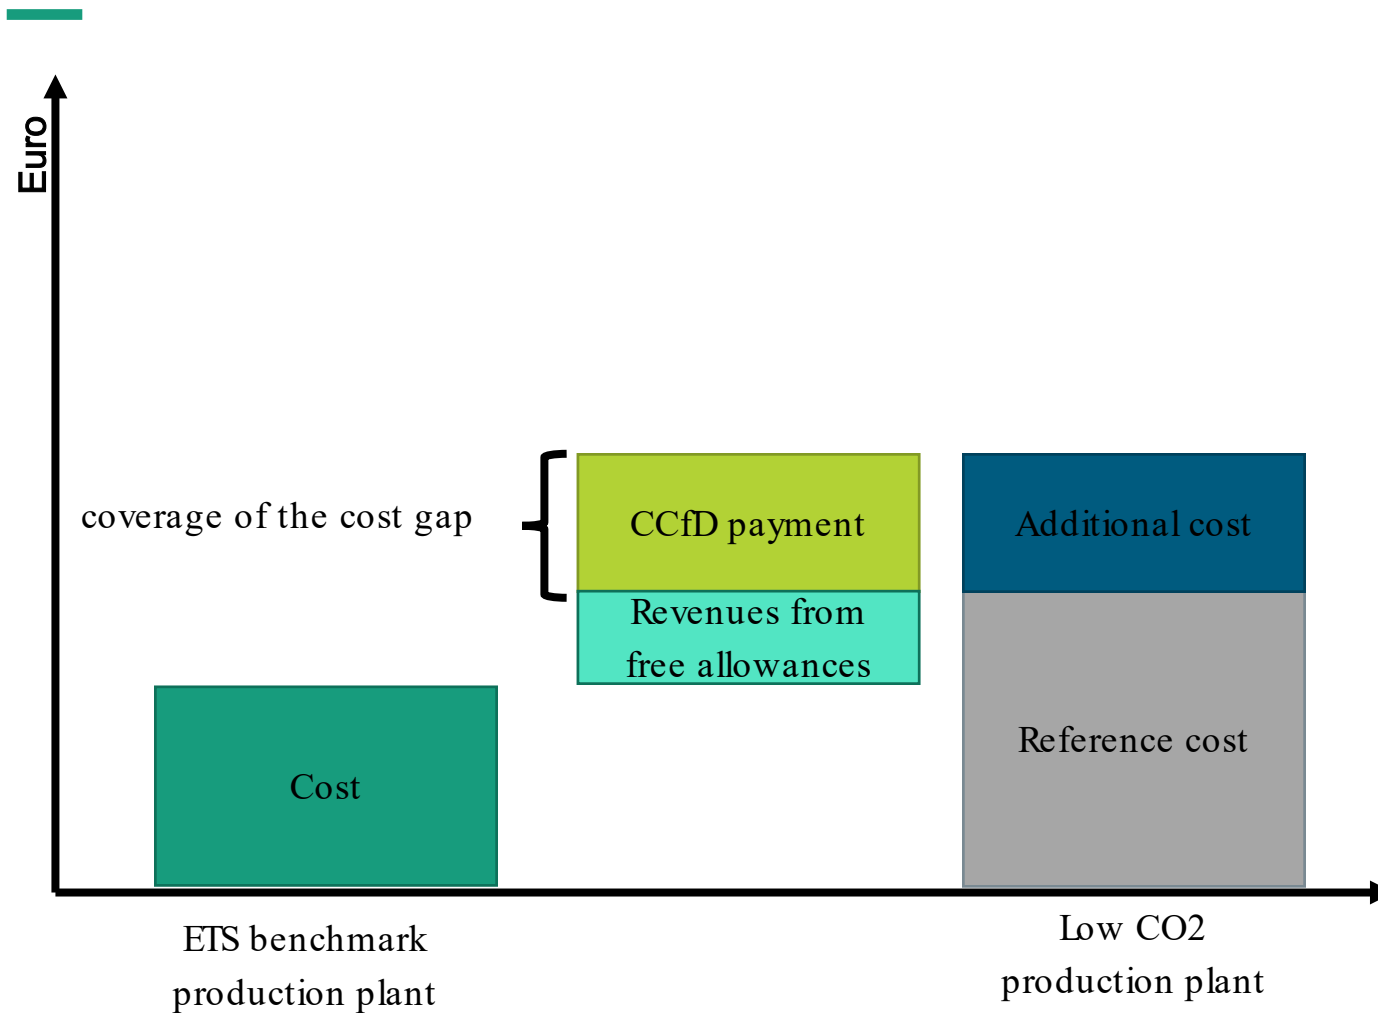 Euro
coverage of the cost gap
CCfD payment
Additional cost
Revenues from
free allowances
Reference cost
Cost
ETS benchmark
production plant
Low CO2
production plant